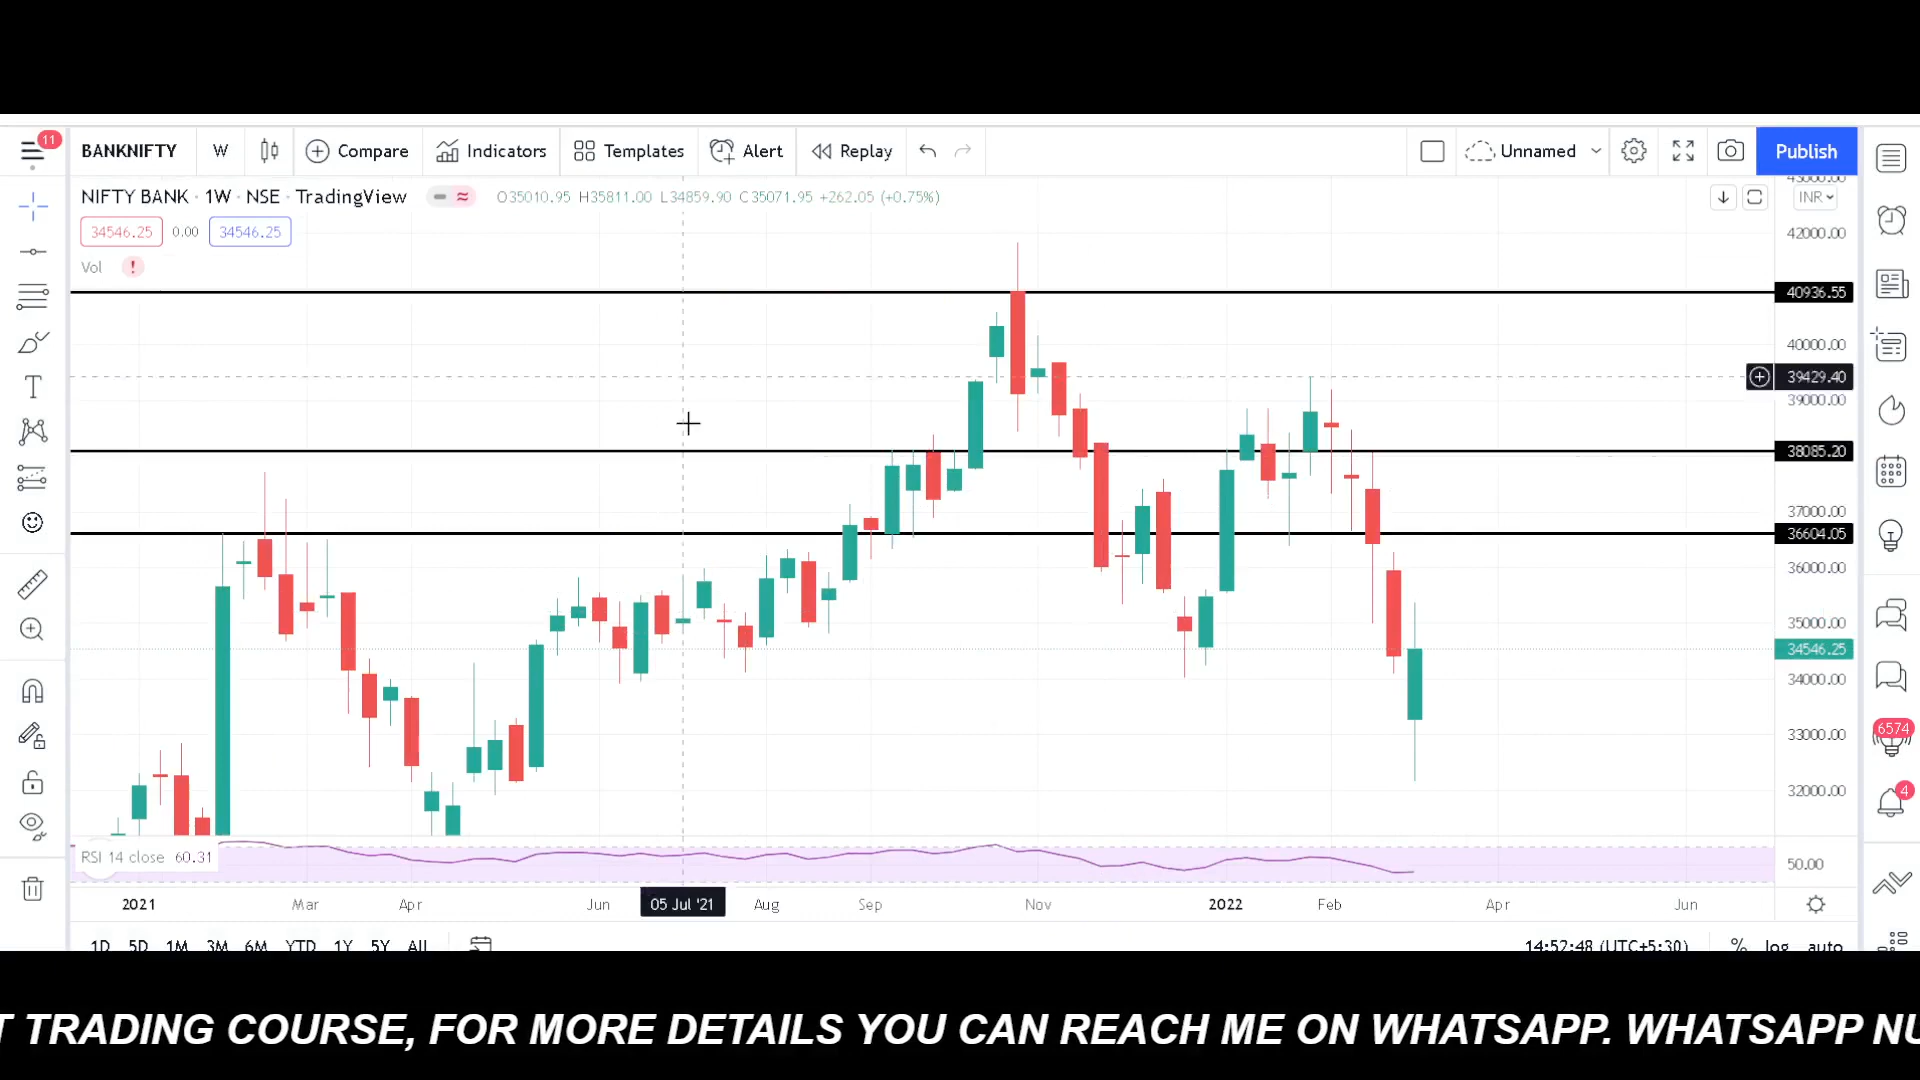 11
BANKNIFTY W Compare Indicators Templates Alert Replay Unnamed Publish
NIFTY BANK · 1W · NSE · TradingView O35010.95 H35811.00 L34859.90 C35071.95 +262.05 (+0.75%) INR
34546.25 0.00 34546.25
Vol !
42000.00
40936.55
40000.00
39429.40
39000.00
38085.20
37000.00
36604.05
36000.00
35000.00
34546.25
34000.00
33000.00
32000.00
6574
4
RSI 14 close 60.31
50.00
2021 Mar Apr Jun 05 Jul '21 Aug Sep Nov 2022 Feb Apr Jun
1D 5D 1M 3M 6M YTD 1Y 5Y All 14:52:48 (UTC+5:30) % log auto
T TRADING COURSE, FOR MORE DETAILS YOU CAN REACH ME ON WHATSAPP. WHATSAPP NU